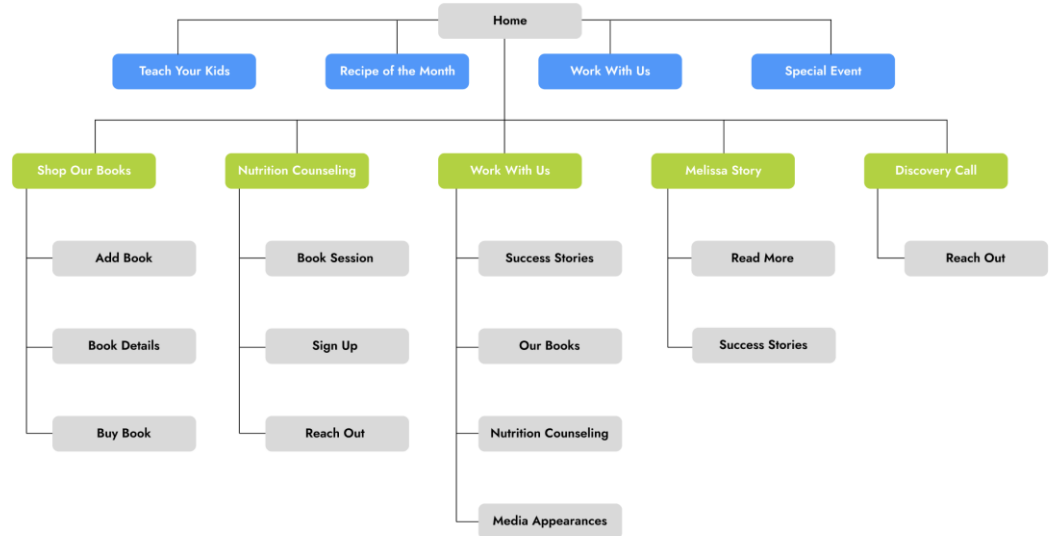 Home
Teach Your Kids
Recipe of the Month
Work With Us
Special Event
Shop Our Books
Nutrition Counseling
Work With Us
Melissa Story
Discovery Call
Add Book
Book Session
Success Stories
Read More
Reach Out
Book Details
Sign Up
Our Books
Success Stories
Buy Book
Reach Out
Nutrition Counseling
Media Appearances